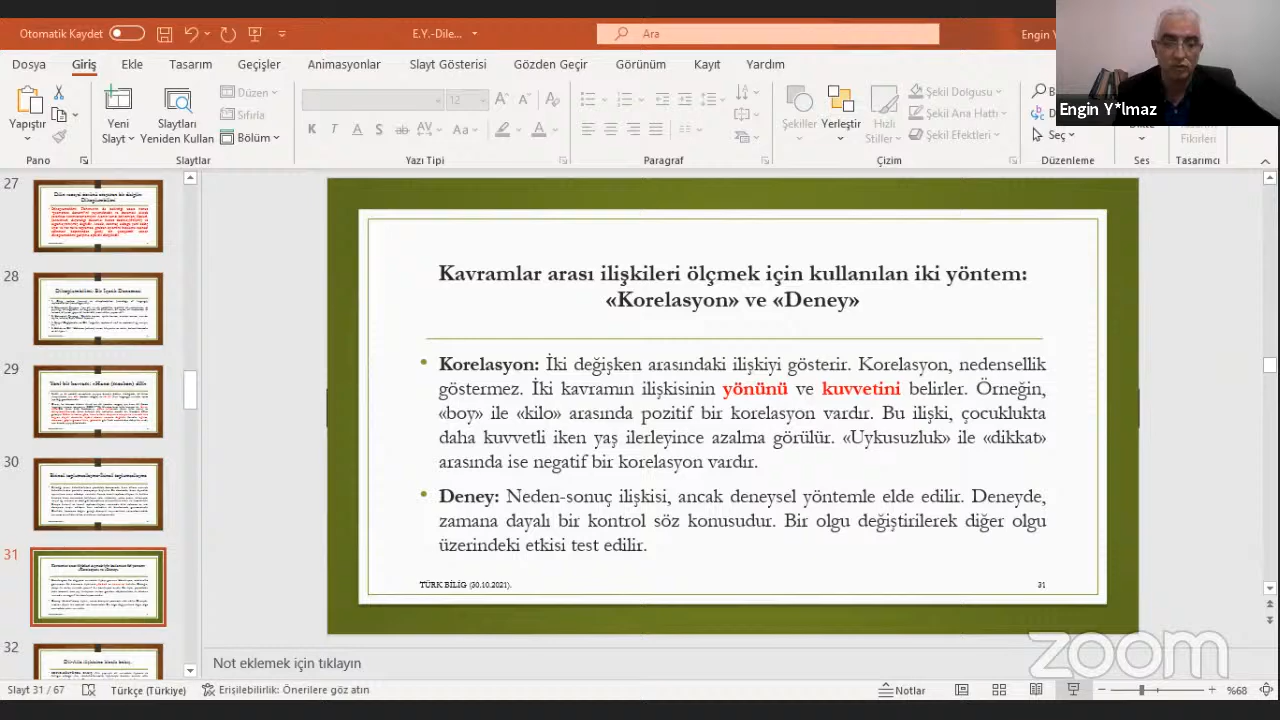 Otomatik Kaydet
E.Y.-Dile...
Ara
Engin Y
Dosya
Giriş
Ekle
Tasarım
Geçişler
Animasyonlar
Slayt Gösterisi
Gözden Geçir
Görünüm
Kayıt
Yardım
Engin Y*lmaz
Yapıştır
Yeni
Slayt
Slaytları
Yeniden Kullan
Düzen
Sıfırla
Bölüm
12
K T A S ab AV Aa A
Şekiller
Yerleştir
Hızlı
Stiller
Şekil Dolgusu
Şekil Ana Hattı
Şekil Efektleri
Seç
Dikte
Tasarım
Fikirleri
Pano
Slaytlar
Yazı Tipi
Paragraf
Çizim
Düzenleme
Ses
Tasarımcı
27
28
29
30
31
32
Kavramlar arası ilişkileri ölçmek için kullanılan iki yöntem:
«Korelasyon» ve «Deney»
• Korelasyon: İki değişken arasındaki ilişkiyi gösterir. Korelasyon, nedensellik
göstermez. İki kavramın ilişkisinin yönünü ve kuvvetini belirler. Örneğin,
«boy» ile «kilo» arasında pozitif bir korelasyon vardır. Bu ilişki, çocuklukta
daha kuvvetli iken yaş ilerleyince azalma görülür. «Uykusuzluk» ile «dikkat»
arasında ise negatif bir korelasyon vardır.
• Deney: Neden-sonuç ilişkisi, ancak deneysel yöntemle elde edilir. Deneyde,
zamana dayalı bir kontrol söz konusudur. Bir olgu değiştirilerek diğer olgu
üzerindeki etkisi test edilir.
TÜRK BİLİG (30.10.2021)
31
zoom
Not eklemek için tıklayın
Slayt 31 / 67
Türkçe (Türkiye)
Erişilebilirlik: Önerilere göz atın
Notlar
%68